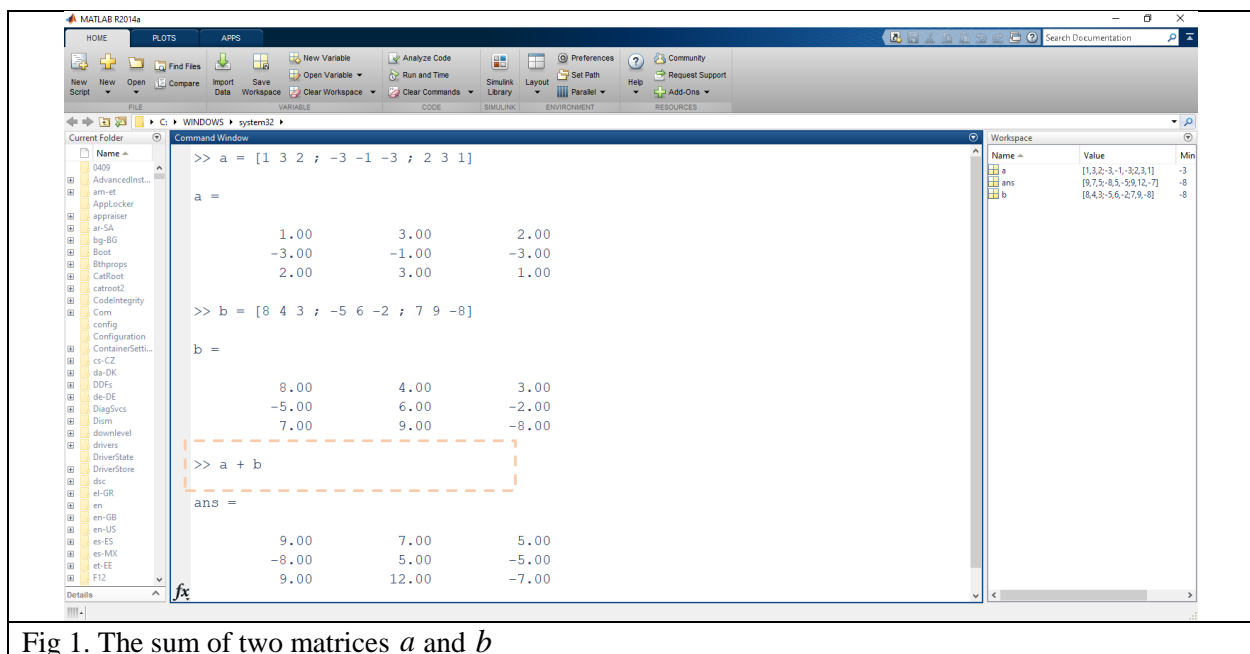 MATLAB R2014a
HOME PLOTS APPS
Search Documentation
New Script
New
Open
Find Files
Compare
Import Data
Save Workspace
New Variable
Open Variable
Clear Workspace
Analyze Code
Run and Time
Clear Commands
Simulink Library
Layout
Preferences
Set Path
Parallel
Help
Community
Request Support
Add-Ons
FILE VARIABLE CODE SIMULINK ENVIRONMENT RESOURCES
C: WINDOWS system32
Current Folder
Name
0409
AdvancedInst...
am-et
AppLocker
appraiser
ar-SA
bg-BG
Boot
Bthprops
CatRoot
catroot2
CodeIntegrity
Com
config
Configuration
ContainerSetti...
cs-CZ
da-DK
DDFs
de-DE
DiagSvcs
Dism
downlevel
drivers
DriverState
DriverStore
dsc
el-GR
en
en-GB
en-US
es-ES
es-MX
et-EE
F12
Details
Command Window
>> a = [1 3 2 ; -3 -1 -3 ; 2 3 1]
a =
1.00 3.00 2.00
-3.00 -1.00 -3.00
2.00 3.00 1.00
>> b = [8 4 3 ; -5 6 -2 ; 7 9 -8]
b =
8.00 4.00 3.00
-5.00 6.00 -2.00
7.00 9.00 -8.00
>> a + b
ans =
9.00 7.00 5.00
-8.00 5.00 -5.00
9.00 12.00 -7.00
fx
Workspace
Name Value Min
a [1,3,2;-3,-1,-3;2,3,1] -3
ans [9,7,5;-8,5,-5;9,12,-7] -8
b [8,4,3;-5,6,-2;7,9,-8] -8
Fig 1. The sum of two matrices a and b